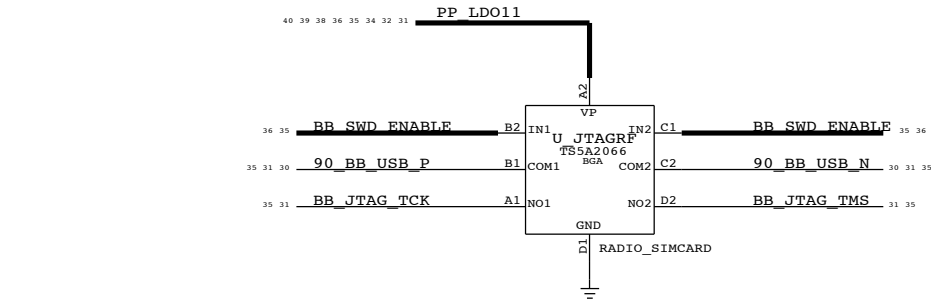 40 39 38 36 35 34 32 31 PP_LDO11
A2
VP
36 35 BB_SWD_ENABLE B2 IN1 IN2 C1 BB_SWD_ENABLE 35 36
U_JTAGRF
TS5A2066
BGA
35 31 30 90_BB_USB_P B1 COM1 COM2 C2 90_BB_USB_N 30 31 35
35 31 BB_JTAG_TCK A1 NO1 NO2 D2 BB_JTAG_TMS 31 35
GND
D1 RADIO_SIMCARD